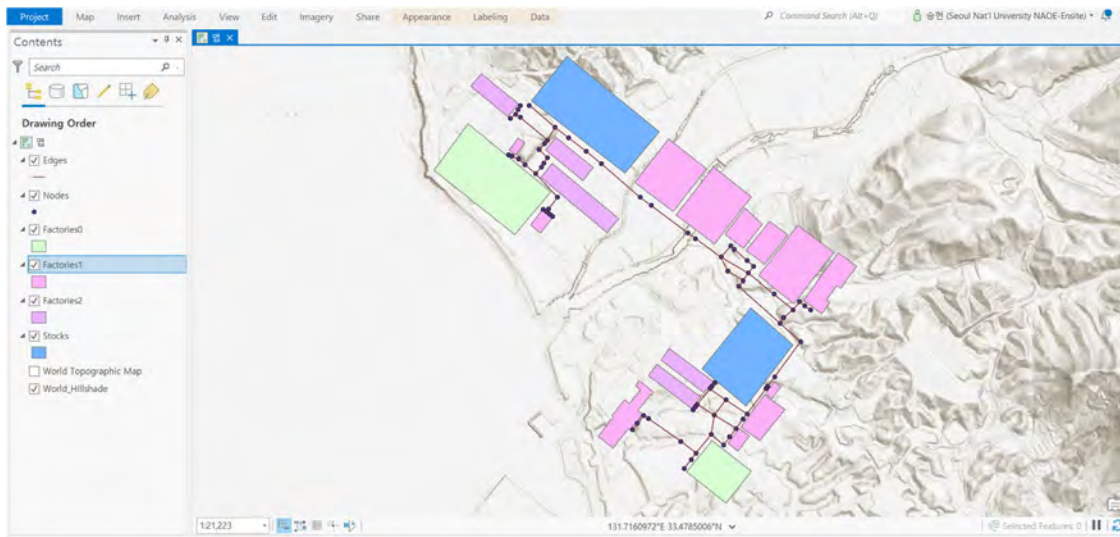 Project Map Insert Analysis View Edit Imagery Share Appearance Labeling Data Command Search (Alt+Q) 승현 (Seoul Nat'l University NAOE-Ensite)
Contents
맵
Search
Drawing Order
맵
Edges
Nodes
Factories0
Factories1
Factories2
Stocks
World Topographic Map
World_Hillshade
1:21,223 131.7160972°E 33.4785006°N Selected Features: 0